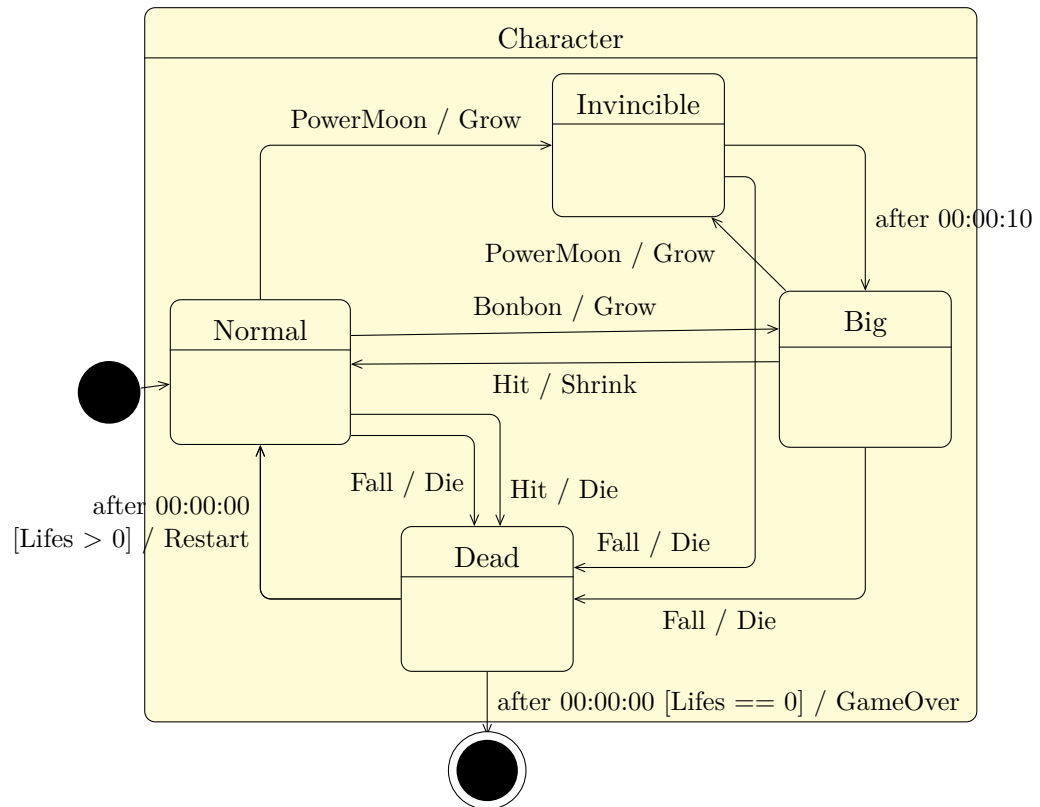 Character
Invincible
PowerMoon / Grow
after 00:00:10
PowerMoon / Grow
Bonbon / Grow
Normal
Big
Hit / Shrink
Fall / Die
Hit / Die
after 00:00:00
[Lifes > 0] / Restart
Dead
Fall / Die
Fall / Die
after 00:00:00 [Lifes == 0] / GameOver